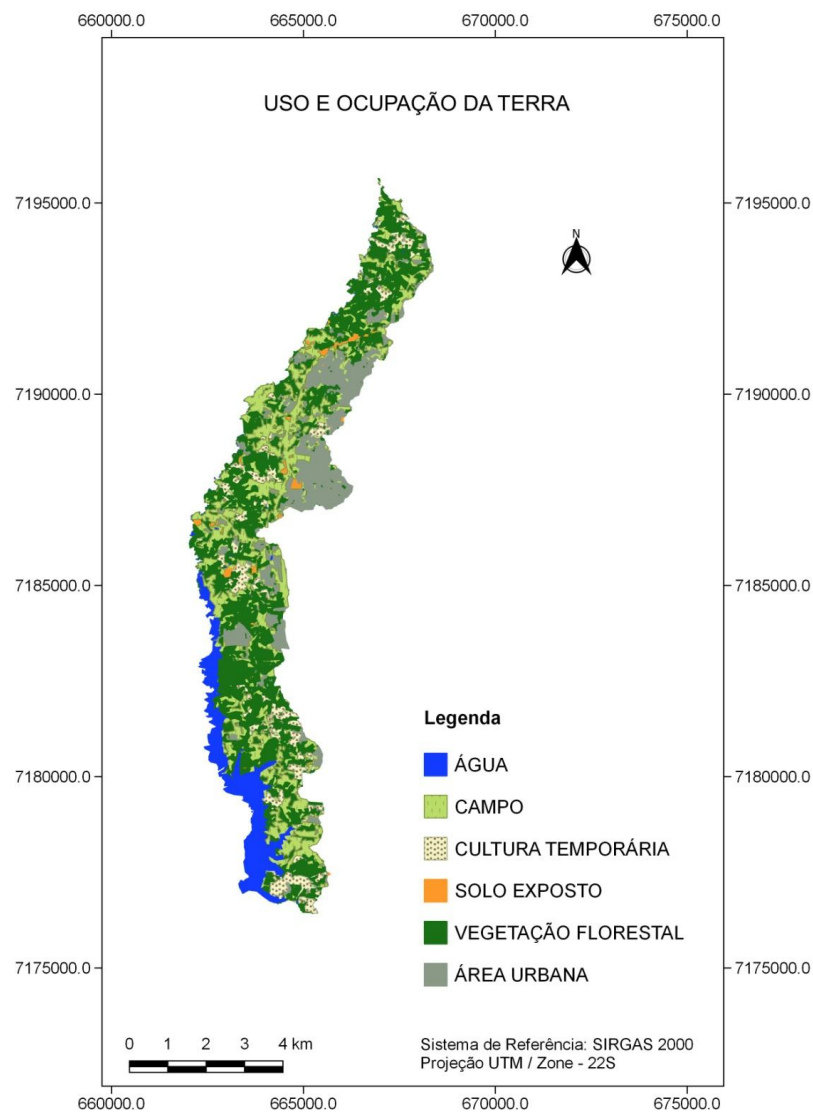 660000.0 665000.0 670000.0 675000.0
USO E OCUPAÇÃO DA TERRA
7195000.0 7195000.0
N
7190000.0 7190000.0
7185000.0 7185000.0
Legenda
ÁGUA
7180000.0 7180000.0
CAMPO
CULTURA TEMPORÁRIA
SOLO EXPOSTO
VEGETAÇÃO FLORESTAL
7175000.0 7175000.0
ÁREA URBANA
0 1 2 3 4 km
Sistema de Referência: SIRGAS 2000
Projeção UTM / Zone - 22S
660000.0 665000.0 670000.0 675000.0